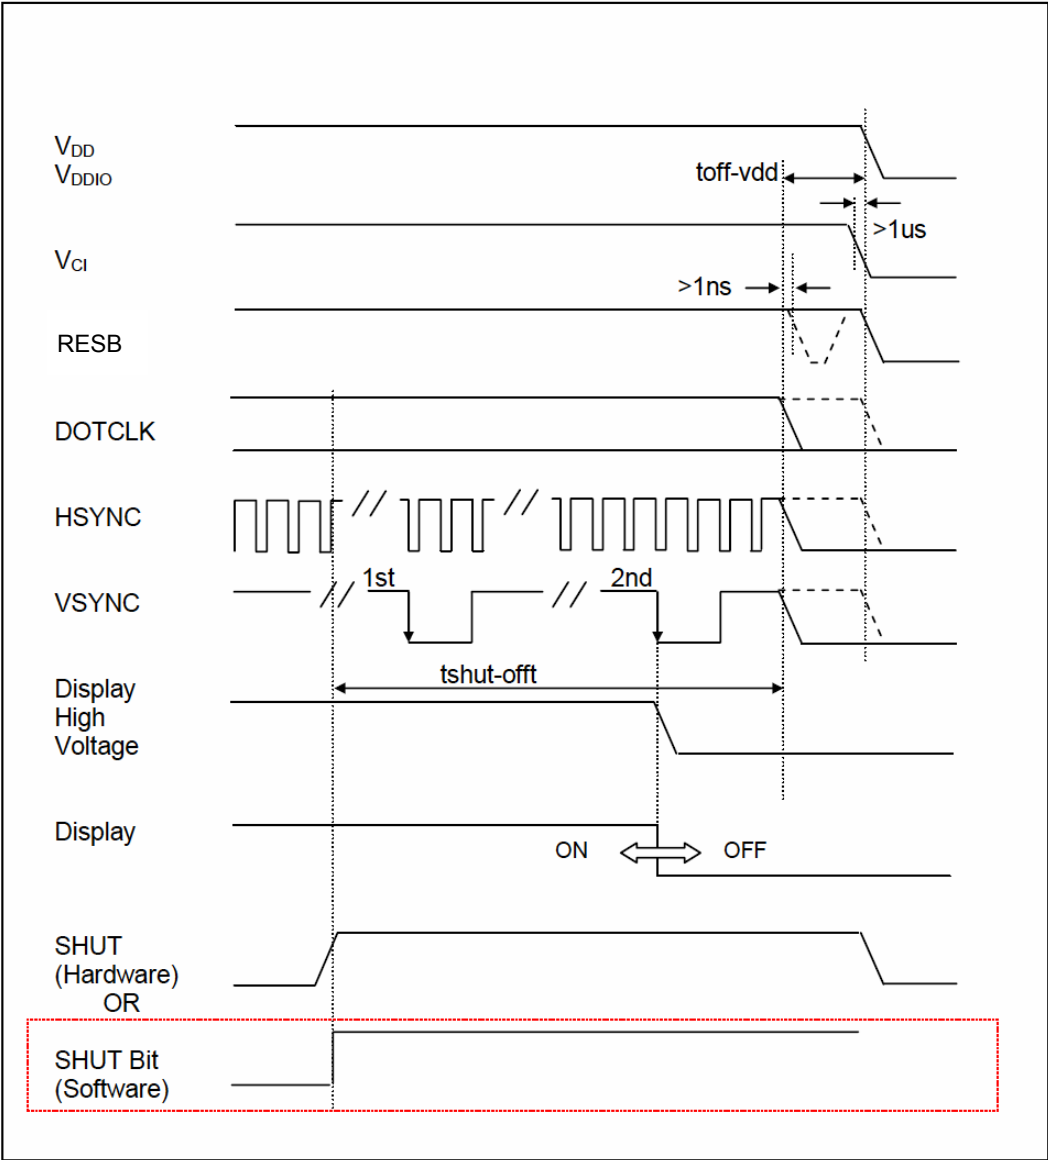 VDD
VDDIO
toff-vdd
>1us
VCI
>1ns
RESB
DOTCLK
HSYNC
1st
2nd
VSYNC
tshut-offt
Display
High
Voltage
Display
ON
OFF
SHUT
(Hardware)
OR
SHUT Bit
(Software)